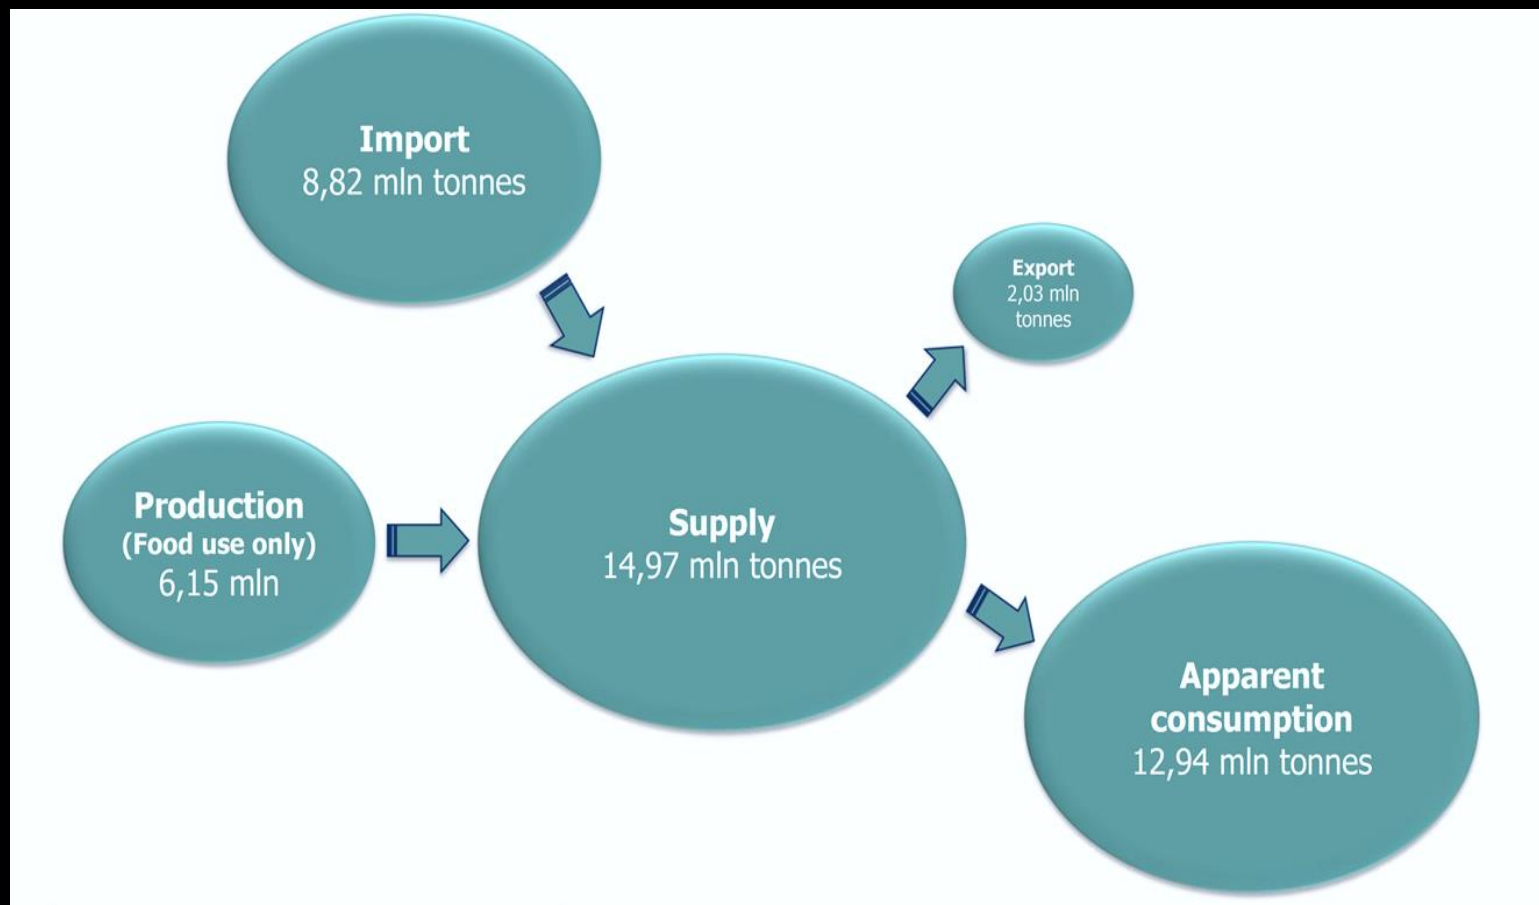 Import
8,82 mln tonnes
Export
2,03 mln
tonnes
Production
(Food use only)
6,15 mln
Supply
14,97 mln tonnes
Apparent
consumption
12,94 mln tonnes